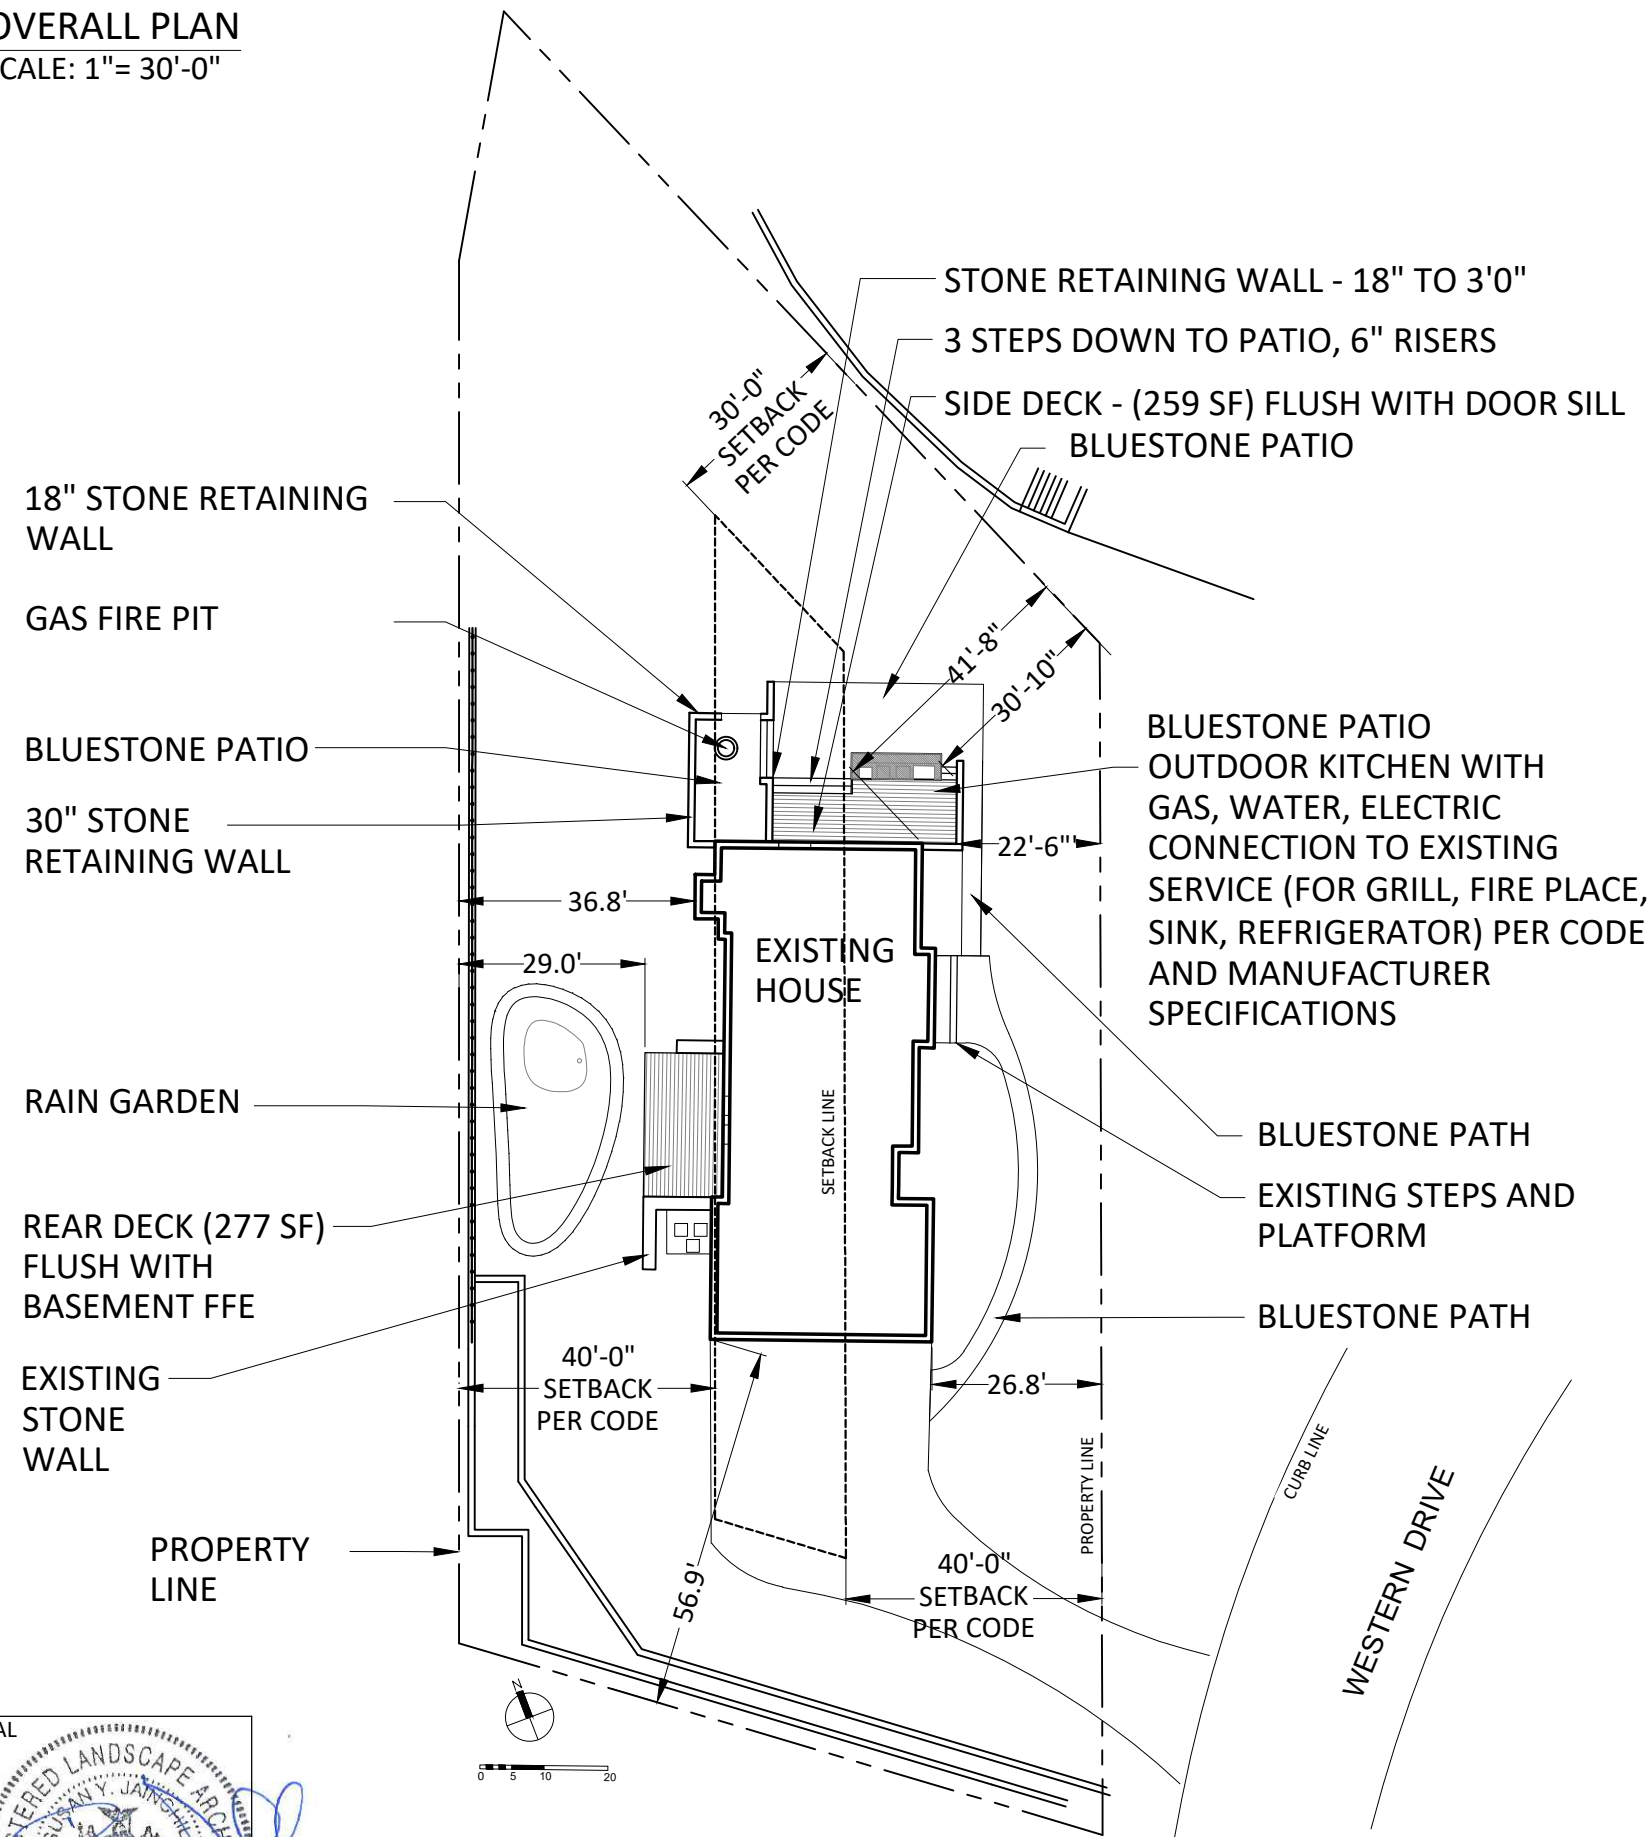 OVERALL PLAN
CALE: 1"= 30'-0"
STONE RETAINING WALL - 18" TO 3'0"
3 STEPS DOWN TO PATIO, 6" RISERS
SIDE DECK - (259 SF) FLUSH WITH DOOR SILL
BLUESTONE PATIO
30'-0"
SETBACK
PER CODE
18" STONE RETAINING
WALL
GAS FIRE PIT
BLUESTONE PATIO
30" STONE
RETAINING WALL
41'-8"
30'-10"
22'-6"'
BLUESTONE PATIO
OUTDOOR KITCHEN WITH
GAS, WATER, ELECTRIC
CONNECTION TO EXISTING
SERVICE (FOR GRILL, FIRE PLACE,
SINK, REFRIGERATOR) PER CODE
AND MANUFACTURER
SPECIFICATIONS
36.8'
29.0'
EXISTING
HOUSE
SETBACK LINE
RAIN GARDEN
REAR DECK (277 SF)
FLUSH WITH
BASEMENT FFE
EXISTING
STONE
WALL
BLUESTONE PATH
EXISTING STEPS AND
PLATFORM
BLUESTONE PATH
40'-0"
SETBACK
PER CODE
26.8'
PROPERTY LINE
CURB LINE
WESTERN DRIVE
PROPERTY
LINE
56.9'
40'-0"
SETBACK
PER CODE
N
0 5 10 20
AL
TERED LANDSCAPE ARCH
SUSAN Y.